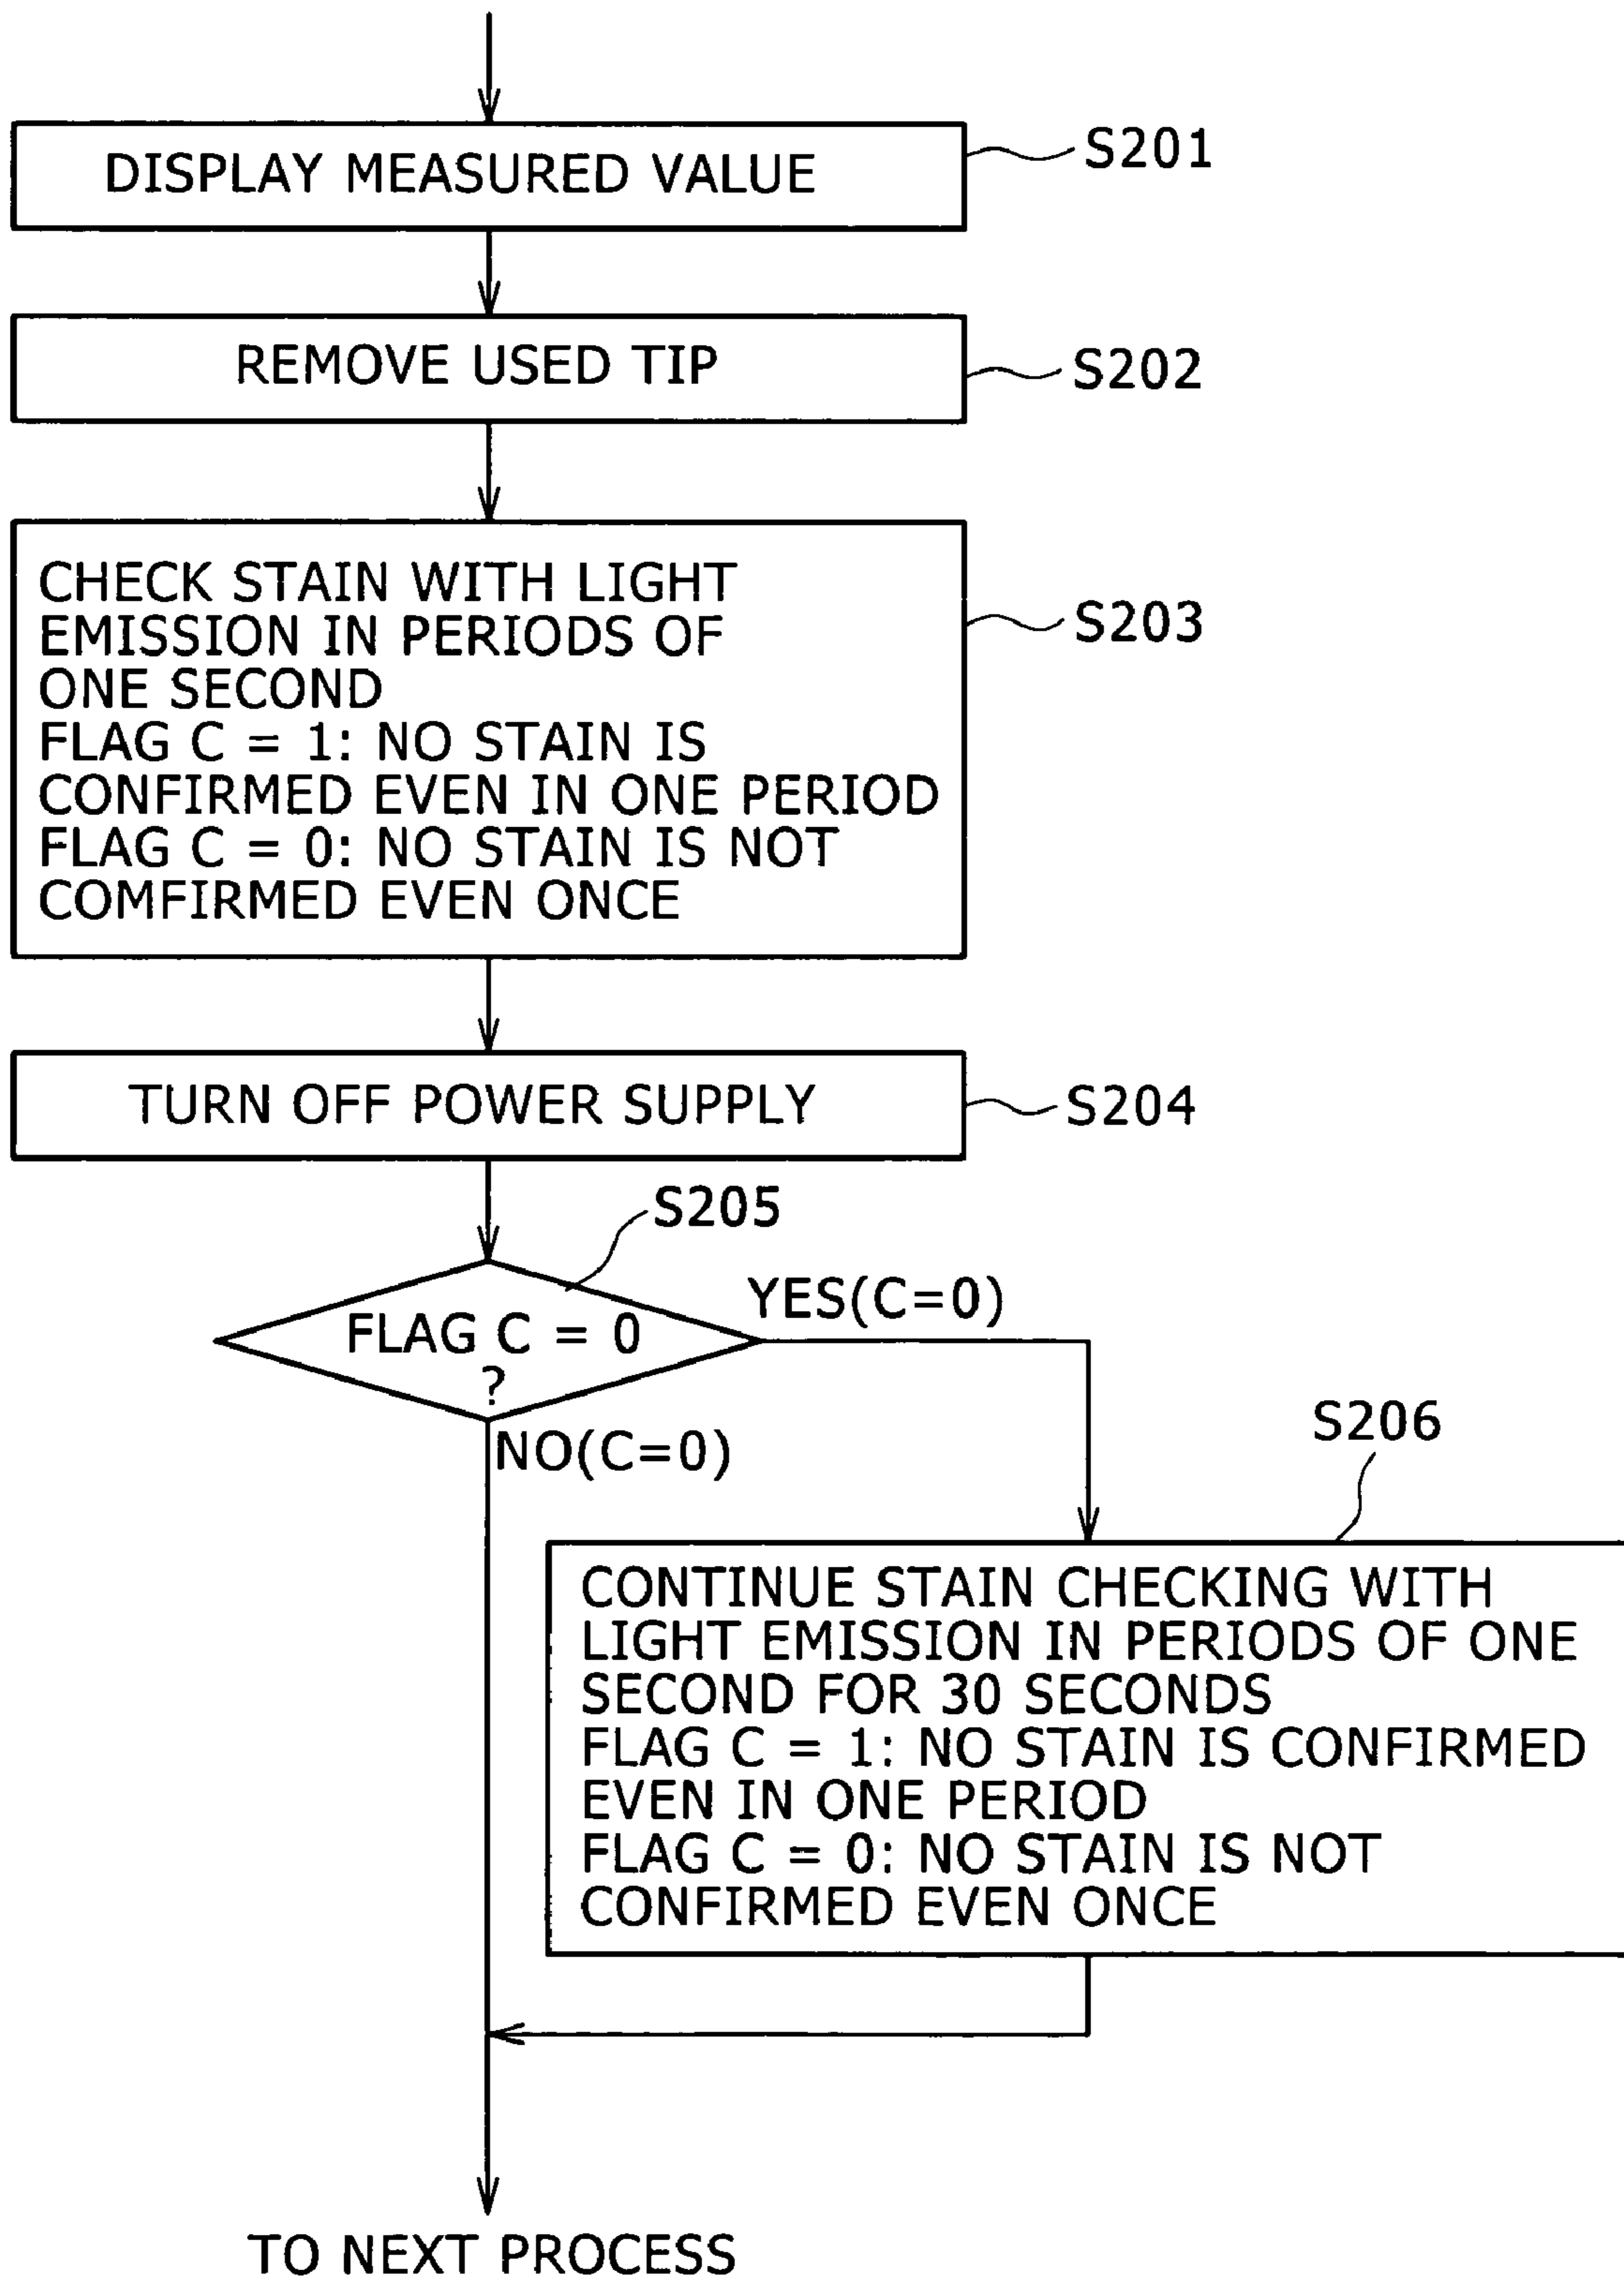 DISPLAY MEASURED VALUE
S201
REMOVE USED TIP
S202
CHECK STAIN WITH LIGHT
EMISSION IN PERIODS OF
ONE SECOND
FLAG C = 1: NO STAIN IS
CONFIRMED EVEN IN ONE PERIOD
FLAG C = 0: NO STAIN IS NOT
COMFIRMED EVEN ONCE
S203
TURN OFF POWER SUPPLY
S204
S205
FLAG C = 0
?
YES(C=0)
NO(C=0)
S206
CONTINUE STAIN CHECKING WITH
LIGHT EMISSION IN PERIODS OF ONE
SECOND FOR 30 SECONDS
FLAG C = 1: NO STAIN IS CONFIRMED
EVEN IN ONE PERIOD
FLAG C = 0: NO STAIN IS NOT
CONFIRMED EVEN ONCE
TO NEXT PROCESS